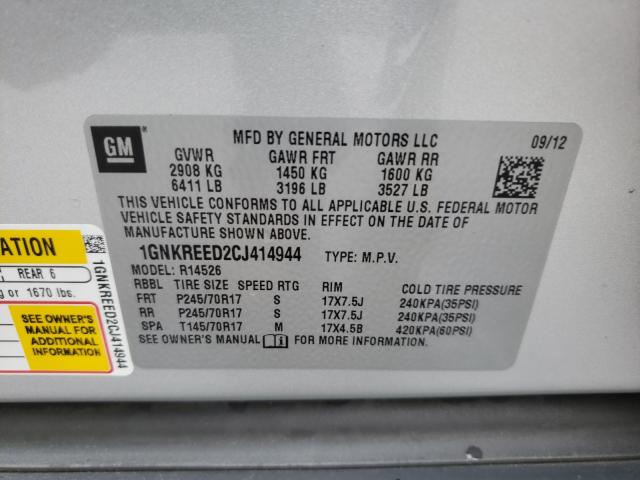 GM
MFD BY GENERAL MOTORS LLC 09/12
GVWR GAWR FRT GAWR RR
2908 KG 1450 KG 1600 KG
6411 LB 3196 LB 3527 LB
THIS VEHICLE CONFORMS TO ALL APPLICABLE U.S. FEDERAL MOTOR
VEHICLE SAFETY STANDARDS IN EFFECT ON THE DATE OF
MANUFACTURE SHOWN ABOVE.
1GNKREED2CJ414944 TYPE: M.P.V.
MODEL: R14526
RBBL TIRE SIZE SPEED RTG RIM COLD TIRE PRESSURE
FRT P245/70R17 S 17X7.5J 240KPA(35PSI)
RR P245/70R17 S 17X7.5J 240KPA(35PSI)
SPA T145/70R17 M 17X4.5B 420KPA(60PSI)
SEE OWNER'S MANUAL FOR MORE INFORMATION.
REAR 6
or 1670 lbs.
SEE OWNER'S
MANUAL FOR
ADDITIONAL
INFORMATION
1GNKREED2CJ414944